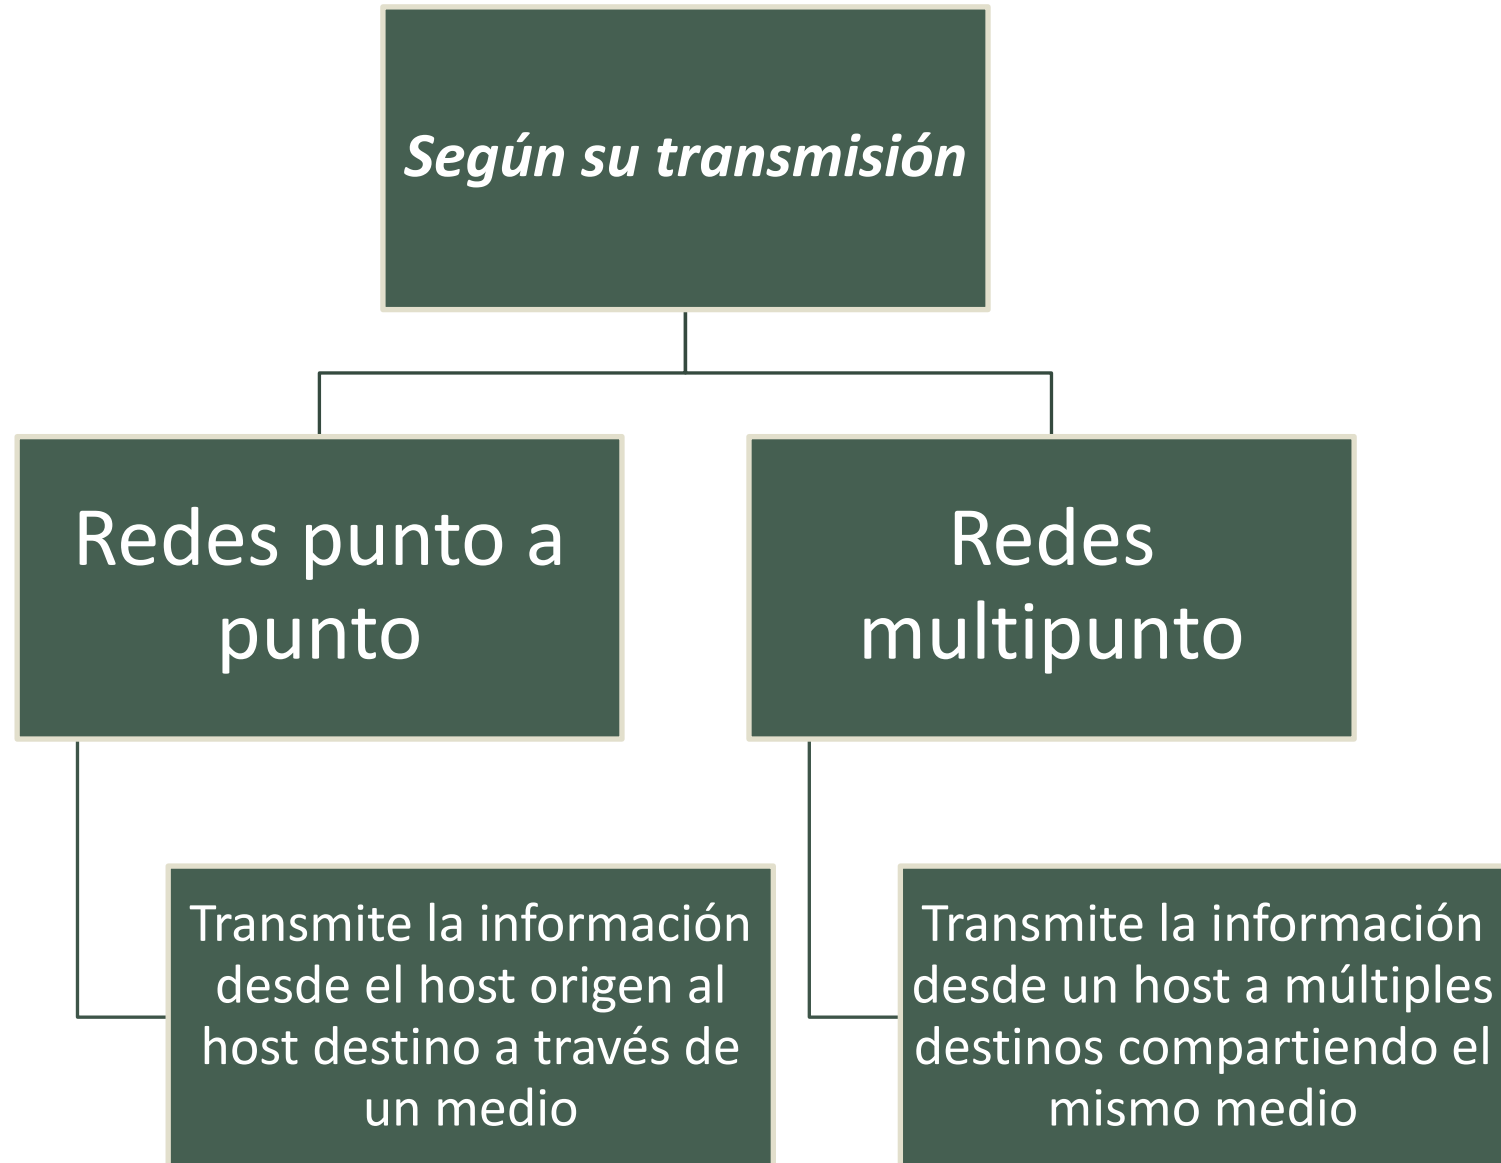 Según su transmisión
Redes punto a
punto
Redes
multipunto
Transmite la información
desde el host origen al
host destino a través de
un medio
Transmite la información
desde un host a múltiples
destinos compartiendo el
mismo medio